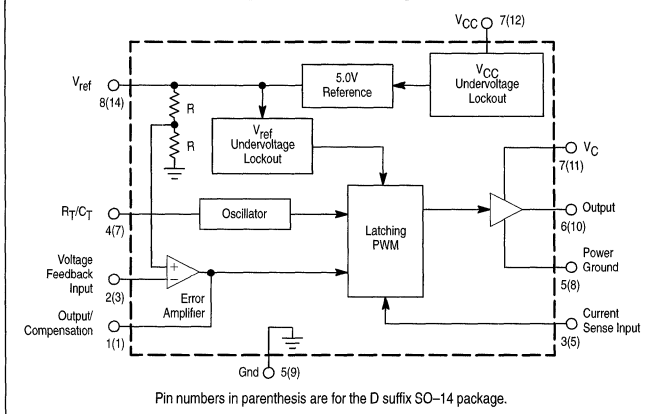 VCC 7(12)
Vref
8(14)
R
R
5.0V
Reference
VCC
Undervoltage
Lockout
Vref
Undervoltage
Lockout
VC
7(11)
RT/CT
4(7)
Oscillator
Latching
PWM
Output
6(10)
Voltage
Feedback
Input
2(3)
+
−
Error
Amplifier
Power
Ground
5(8)
Output/
Compensation
1(1)
Current
Sense Input
3(5)
Gnd 5(9)
Pin numbers in parenthesis are for the D suffix SO–14 package.